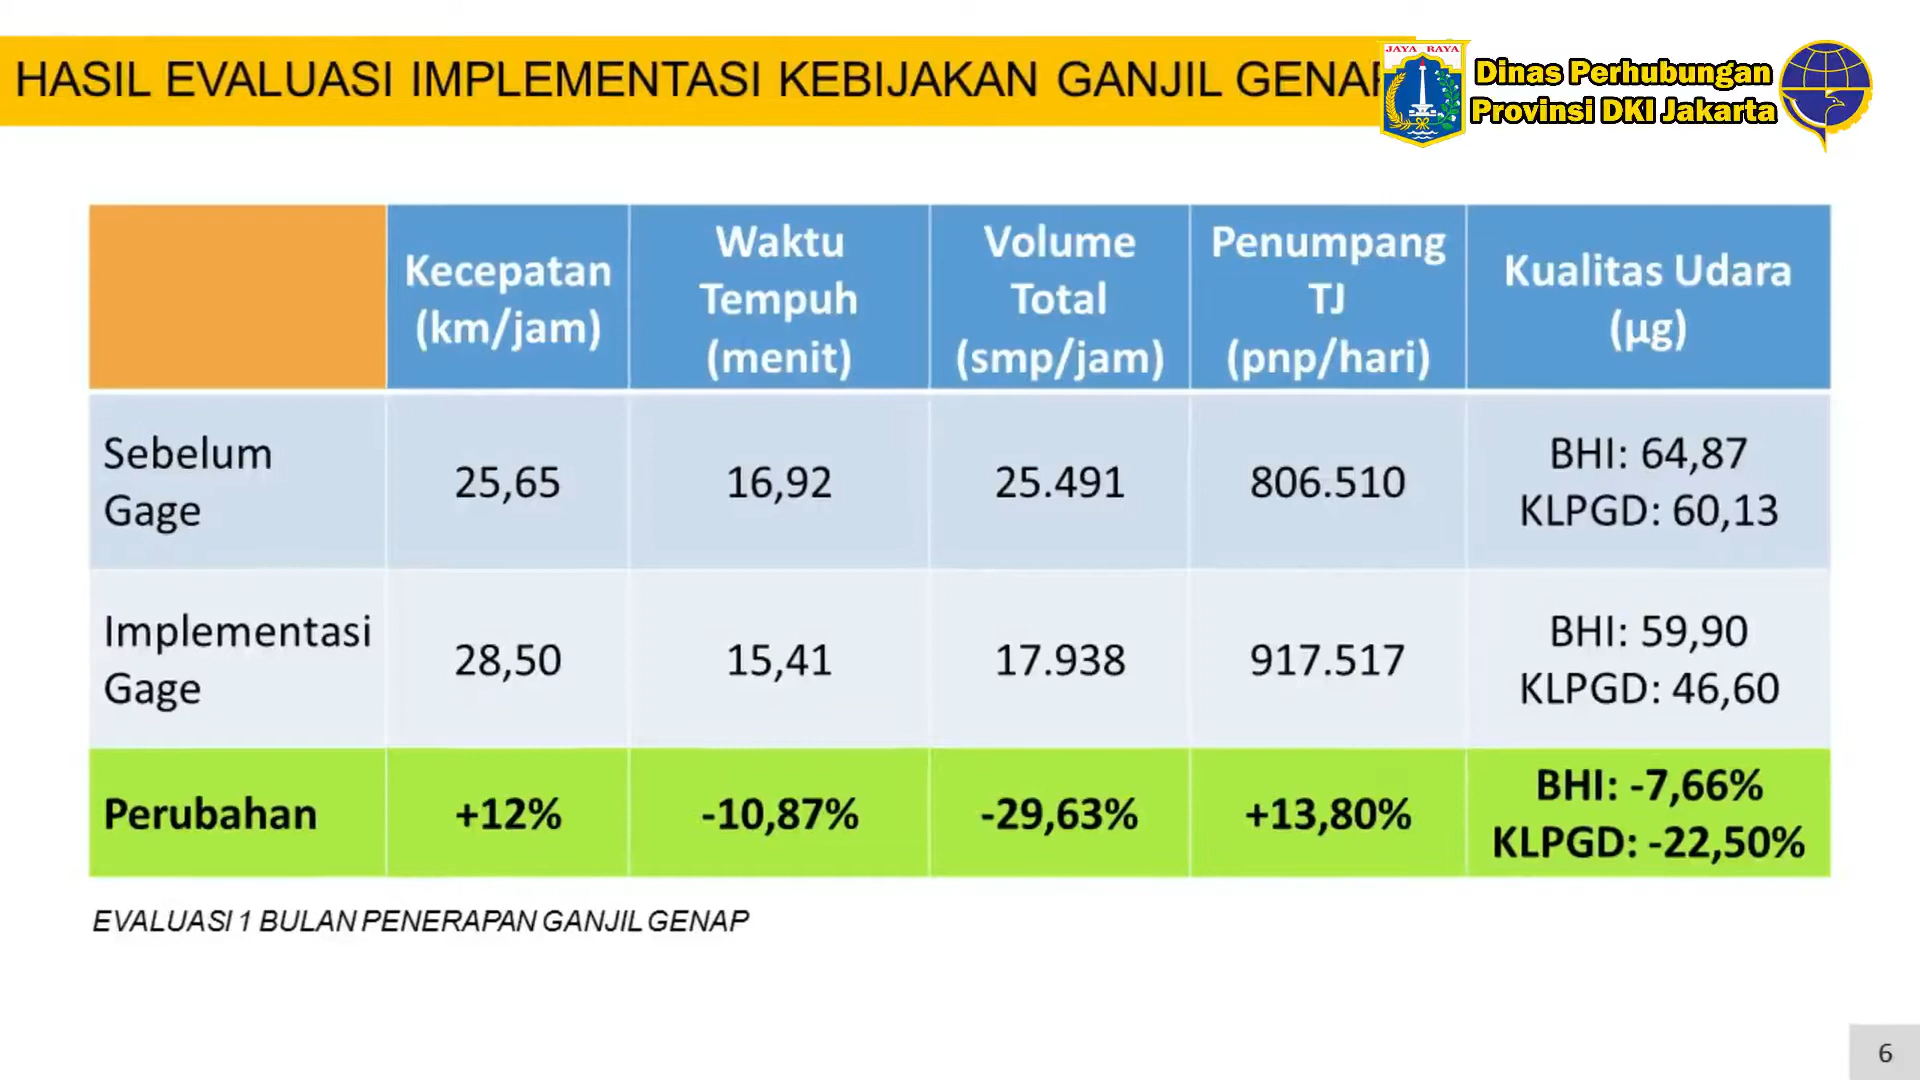 HASIL EVALUASI IMPLEMENTASI KEBIJAKAN GANJIL GENAP
JAYA RAYA
Dinas Perhubungan
Provinsi DKI Jakarta
Kecepatan
(km/jam)
Waktu
Tempuh
(menit)
Volume
Total
(smp/jam)
Penumpang
TJ
(pnp/hari)
Kualitas Udara
(µg)
Sebelum
Gage
25,65
16,92
25.491
806.510
BHI: 64,87
KLPGD: 60,13
Implementasi
Gage
28,50
15,41
17.938
917.517
BHI: 59,90
KLPGD: 46,60
Perubahan
+12%
-10,87%
-29,63%
+13,80%
BHI: -7,66%
KLPGD: -22,50%
EVALUASI 1 BULAN PENERAPAN GANJIL GENAP
6